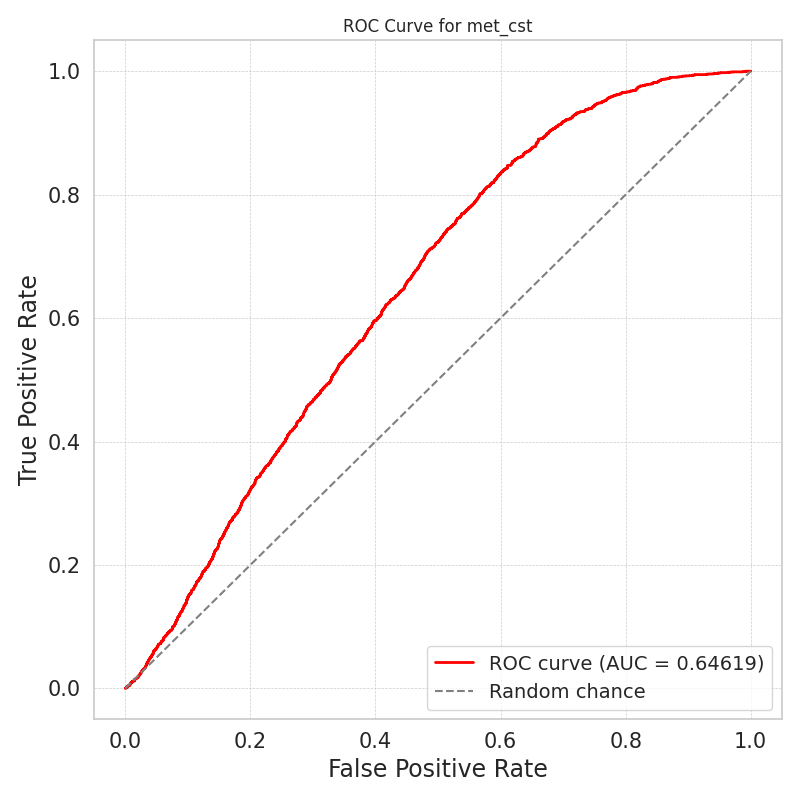 ROC Curve for met_cst
1.0
0.8
0.6
0.4
0.2
0.0
True Positive Rate
ROC curve (AUC = 0.64619)
Random chance
0.0 0.2 0.4 0.6 0.8 1.0
False Positive Rate